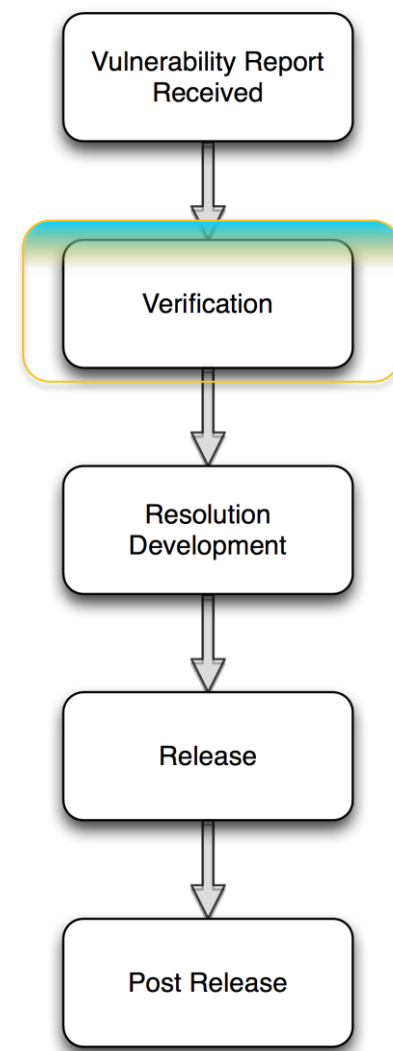 Vulnerability Report
Received
Verification
Resolution
Development
Release
Post Release